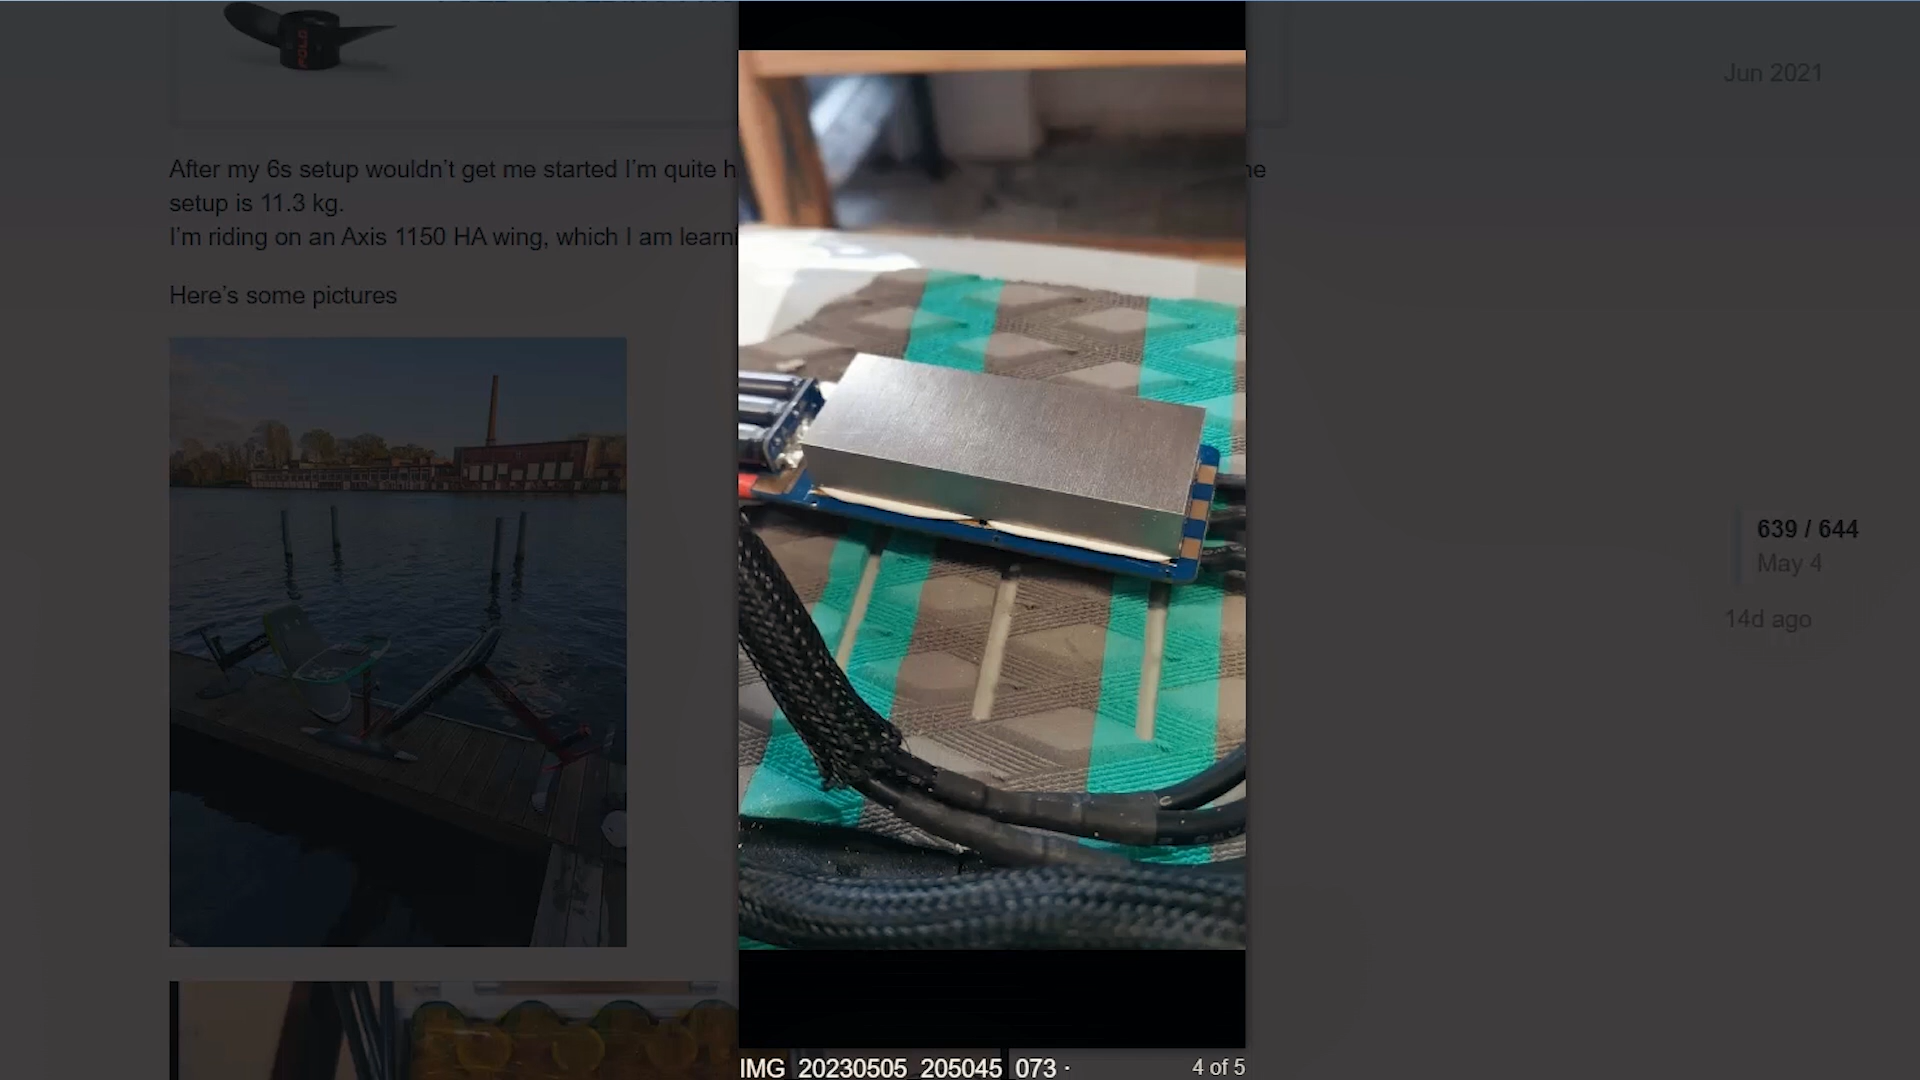 POLO
Jun 2021
After my 6s setup wouldn't get me started I'm quite h
setup is 11.3 kg.
I'm riding on an Axis 1150 HA wing, which I am learni
Here's some pictures
639 / 644
May 4
14d ago
IMG_20230505_205045_073 ·
4 of 5